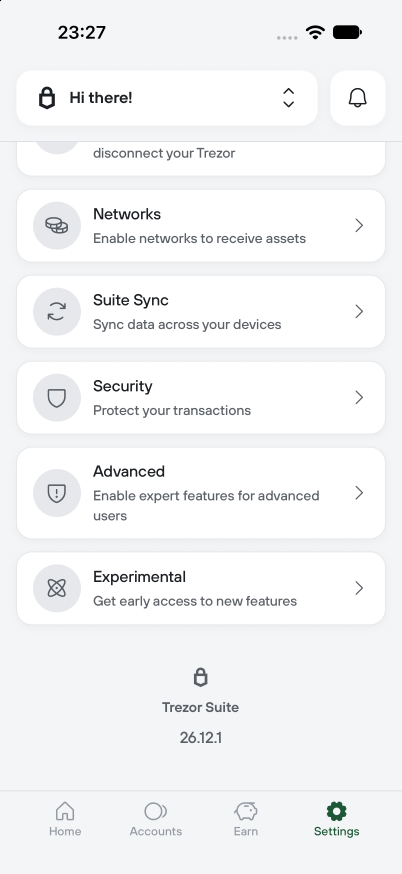 23:27
Hi there!
disconnect your Trezor
Networks
Enable networks to receive assets
Suite Sync
Sync data across your devices
Security
Protect your transactions
Advanced
Enable expert features for advanced
users
Experimental
Get early access to new features
Trezor Suite
26.12.1
Home
Accounts
Earn
Settings